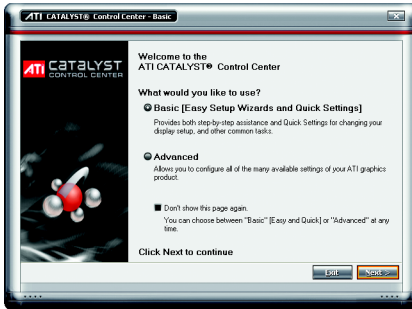 ATI CATALYST® Control Center - Basic
ATI CATALYST
CONTROL CENTER
Welcome to the
ATI CATALYST® Control Center
What would you like to use?
Basic [Easy Setup Wizards and Quick Settings]
Provides both step-by-step assistance and Quick Settings for changing your
display setup, and other common tasks.
Advanced
Allows you to configure all of the many available settings of your ATI graphics
product.
Don't show this page again.
You can choose between "Basic" [Easy and Quick] or "Advanced" at any
time.
Click Next to continue
Exit
Next >